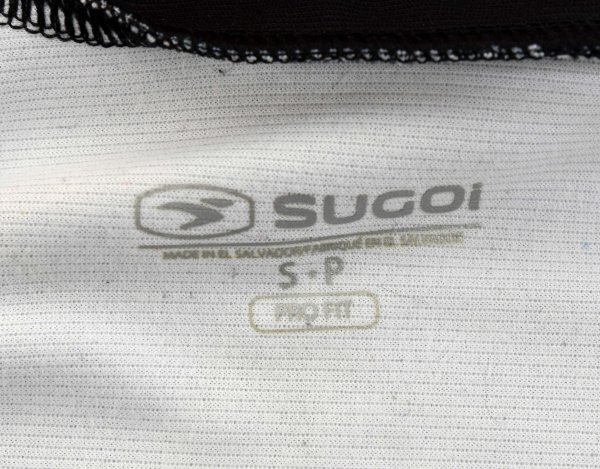 SUGOi
MADE IN EL SALVADOR/FABRIQUÉ EN EL SALVADOR
S - P
PRO FIT